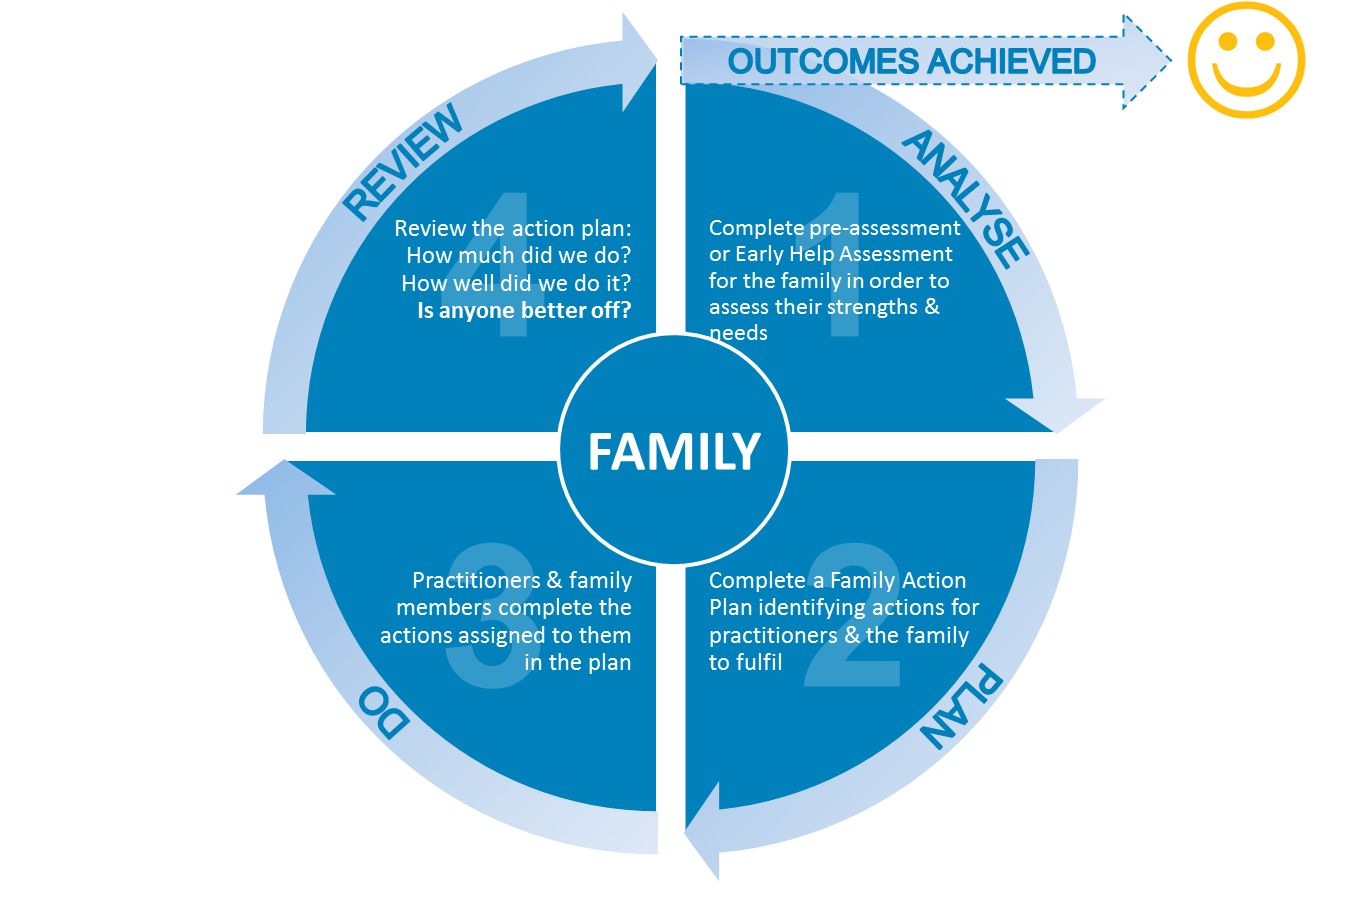 OUTCOMES ACHIEVED
ANALYSE
1
Complete pre-assessment
or Early Help Assessment
for the family in order to
assess their strengths &
needs
PLAN
2
Complete a Family Action
Plan identifying actions for
practitioners & the family
to fulfil
DO
3
Practitioners & family
members complete the
actions assigned to them
in the plan
REVIEW
4
Review the action plan:
How much did we do?
How well did we do it?
Is anyone better off?
FAMILY